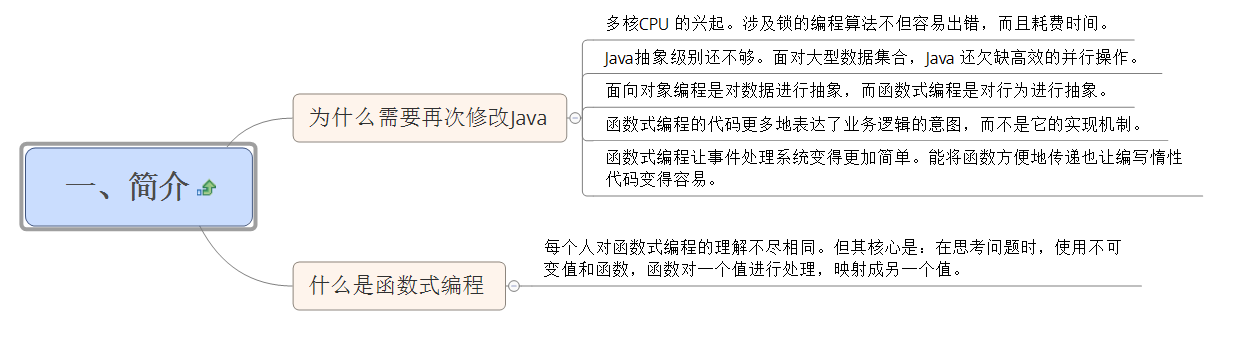 一、简介
为什么需要再次修改Java
多核CPU 的兴起。涉及锁的编程算法不但容易出错，而且耗费时间。
Java抽象级别还不够。面对大型数据集合，Java 还欠缺高效的并行操作。
面向对象编程是对数据进行抽象，而函数式编程是对行为进行抽象。
函数式编程的代码更多地表达了业务逻辑的意图，而不是它的实现机制。
函数式编程让事件处理系统变得更加简单。能将函数方便地传递也让编写惰性
代码变得容易。
什么是函数式编程
每个人对函数式编程的理解不尽相同。但其核心是：在思考问题时，使用不可
变值和函数，函数对一个值进行处理，映射成另一个值。